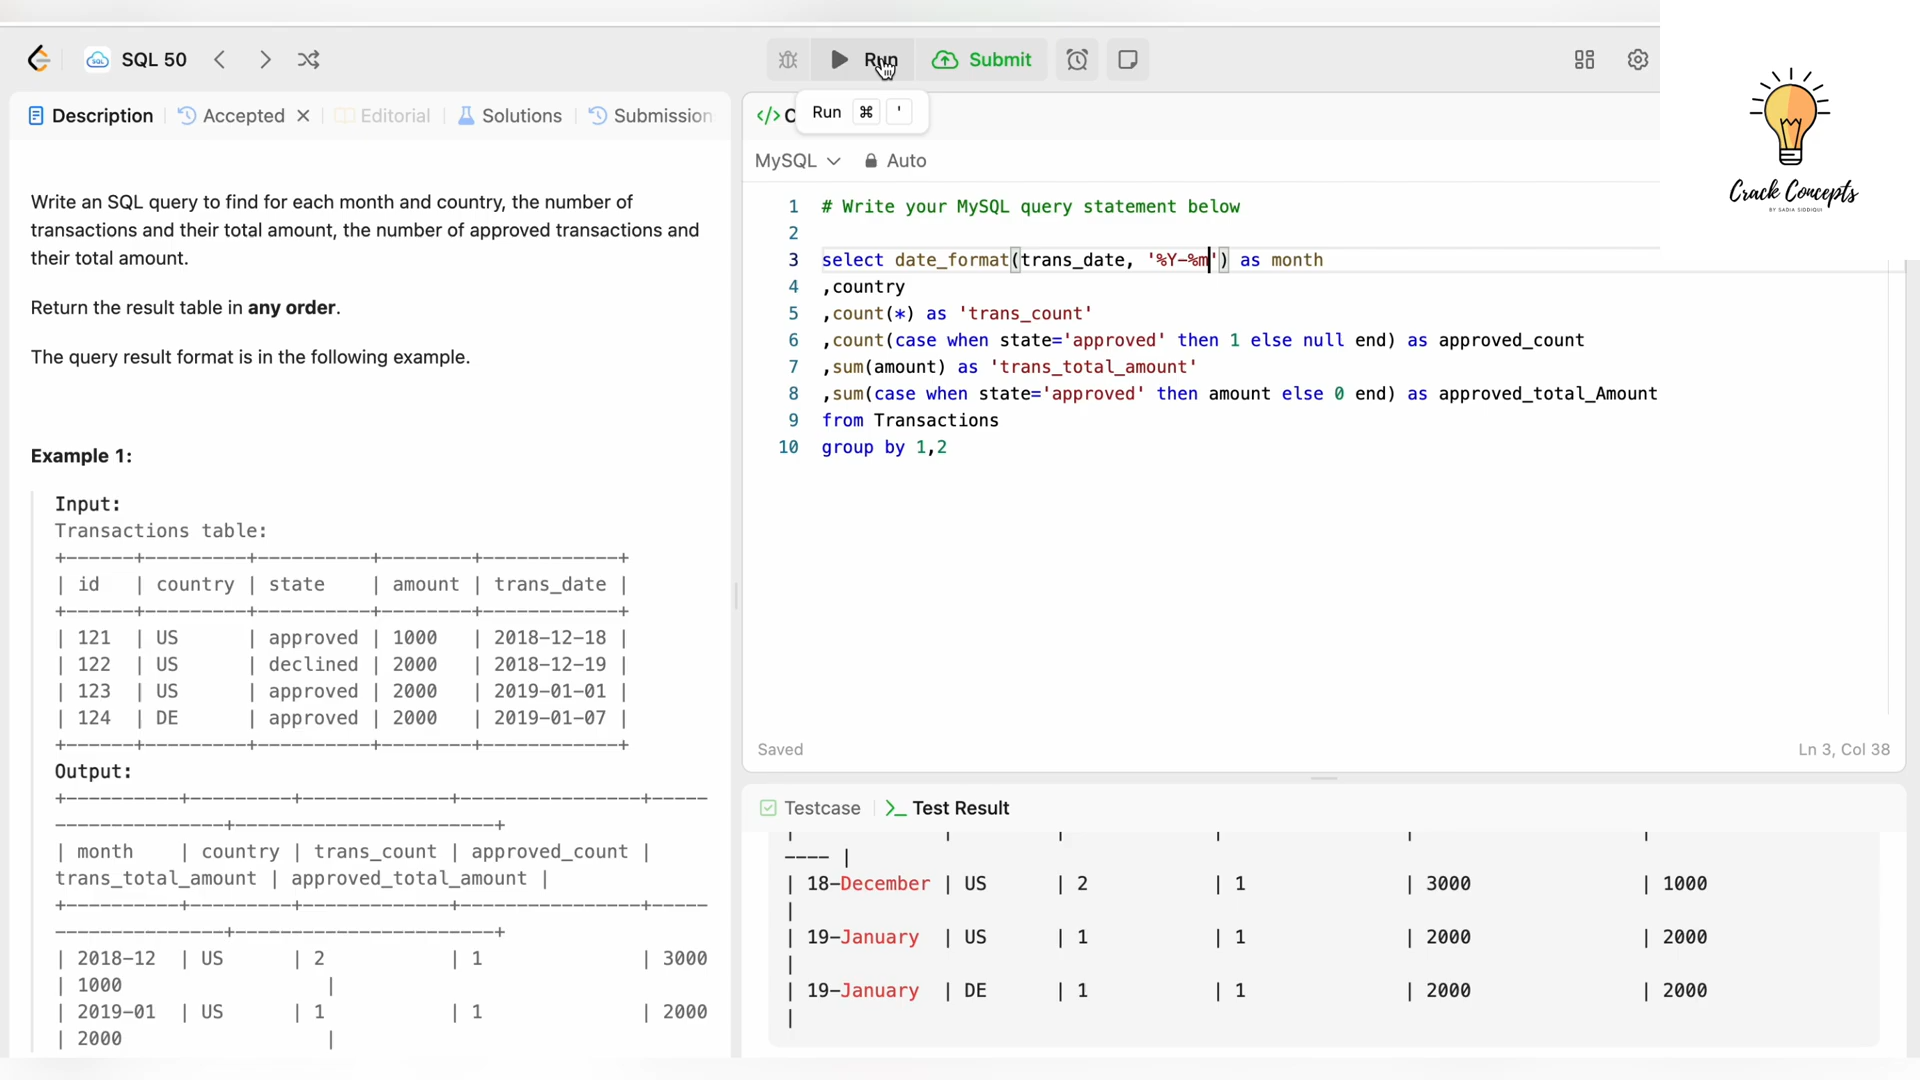 SQL 50
Run
Submit
Description
Accepted
Editorial
Solutions
Submission
Run ⌘ '
Crack Concepts
BY SADIA SIDDIQUI
MySQL
Auto
Write an SQL query to find for each month and country, the number of
transactions and their total amount, the number of approved transactions and
their total amount.
Return the result table in any order.
The query result format is in the following example.
Example 1:
Input:
Transactions table:
+------+---------+----------+--------+------------+
| id   | country | state    | amount | trans_date |
+------+---------+----------+--------+------------+
| 121  | US      | approved | 1000   | 2018-12-18 |
| 122  | US      | declined | 2000   | 2018-12-19 |
| 123  | US      | approved | 2000   | 2019-01-01 |
| 124  | DE      | approved | 2000   | 2019-01-07 |
+------+---------+----------+--------+------------+
Output:
+----------+---------+-------------+----------------+-----
--------------+-----------------------+
| month    | country | trans_count | approved_count |
trans_total_amount | approved_total_amount |
+----------+---------+-------------+----------------+-----
--------------+-----------------------+
| 2018-12  | US      | 2           | 1              | 3000
| 1000                  |
| 2019-01  | US      | 1           | 1              | 2000
| 2000                  |
1 # Write your MySQL query statement below
2
3 select date_format(trans_date, '%Y-%m') as month
4 ,country
5 ,count(*) as 'trans_count'
6 ,count(case when state='approved' then 1 else null end) as approved_count
7 ,sum(amount) as 'trans_total_amount'
8 ,sum(case when state='approved' then amount else 0 end) as approved_total_Amount
9 from Transactions
10 group by 1,2
Saved
Ln 3, Col 38
Testcase
Test Result
---- |
| 18-December | US | 2 | 1 | 3000 | 1000
|
| 19-January | US | 1 | 1 | 2000 | 2000
|
| 19-January | DE | 1 | 1 | 2000 | 2000
|